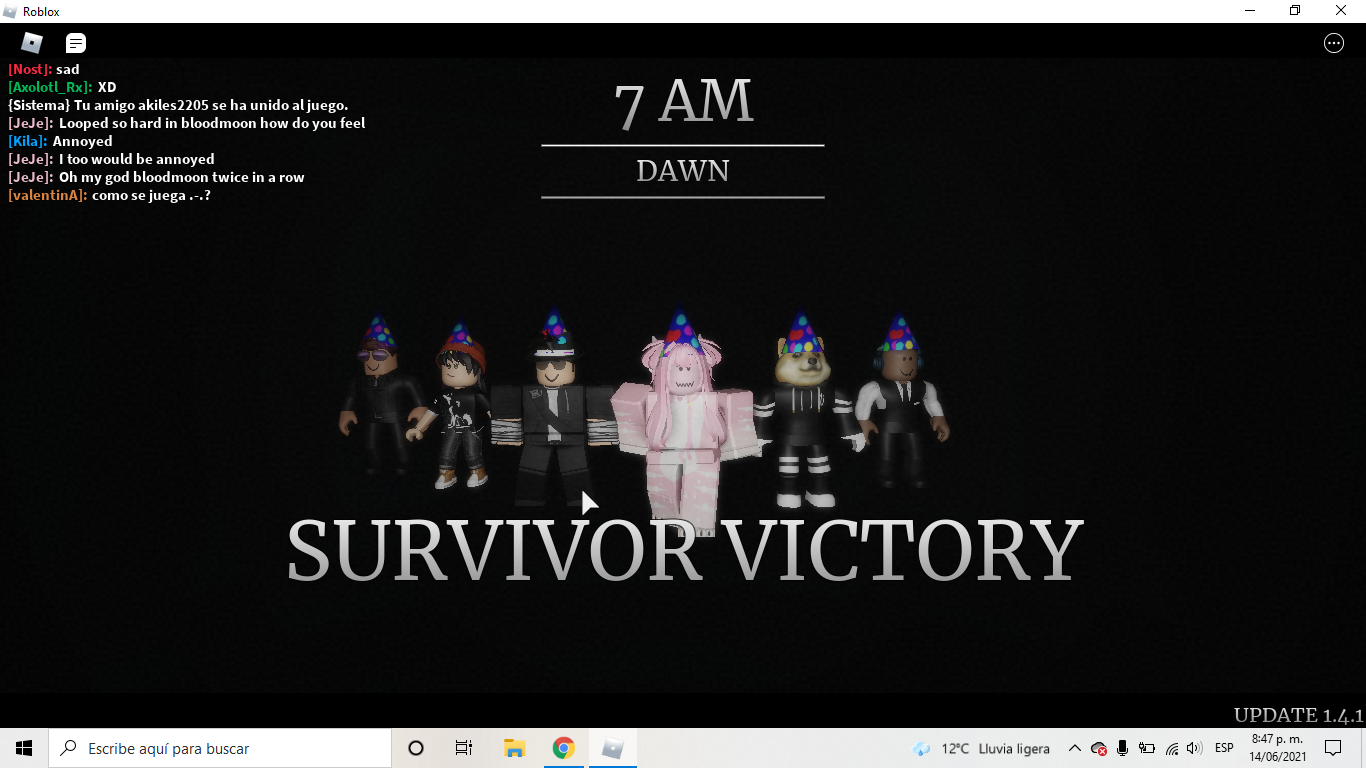 Roblox
[Nost]: sad
[Axolotl_Rx]: XD
{Sistema} Tu amigo akiles2205 se ha unido al juego.
[JeJe]: Looped so hard in bloodmoon how do you feel
[Kila]: Annoyed
[JeJe]: I too would be annoyed
[JeJe]: Oh my god bloodmoon twice in a row
[valentinA]: como se juega .-.?
7 AM
DAWN
SURVIVOR VICTORY
UPDATE 1.4.1
Escribe aquí para buscar
12°C Lluvia ligera
ESP
8:47 p. m.
14/06/2021